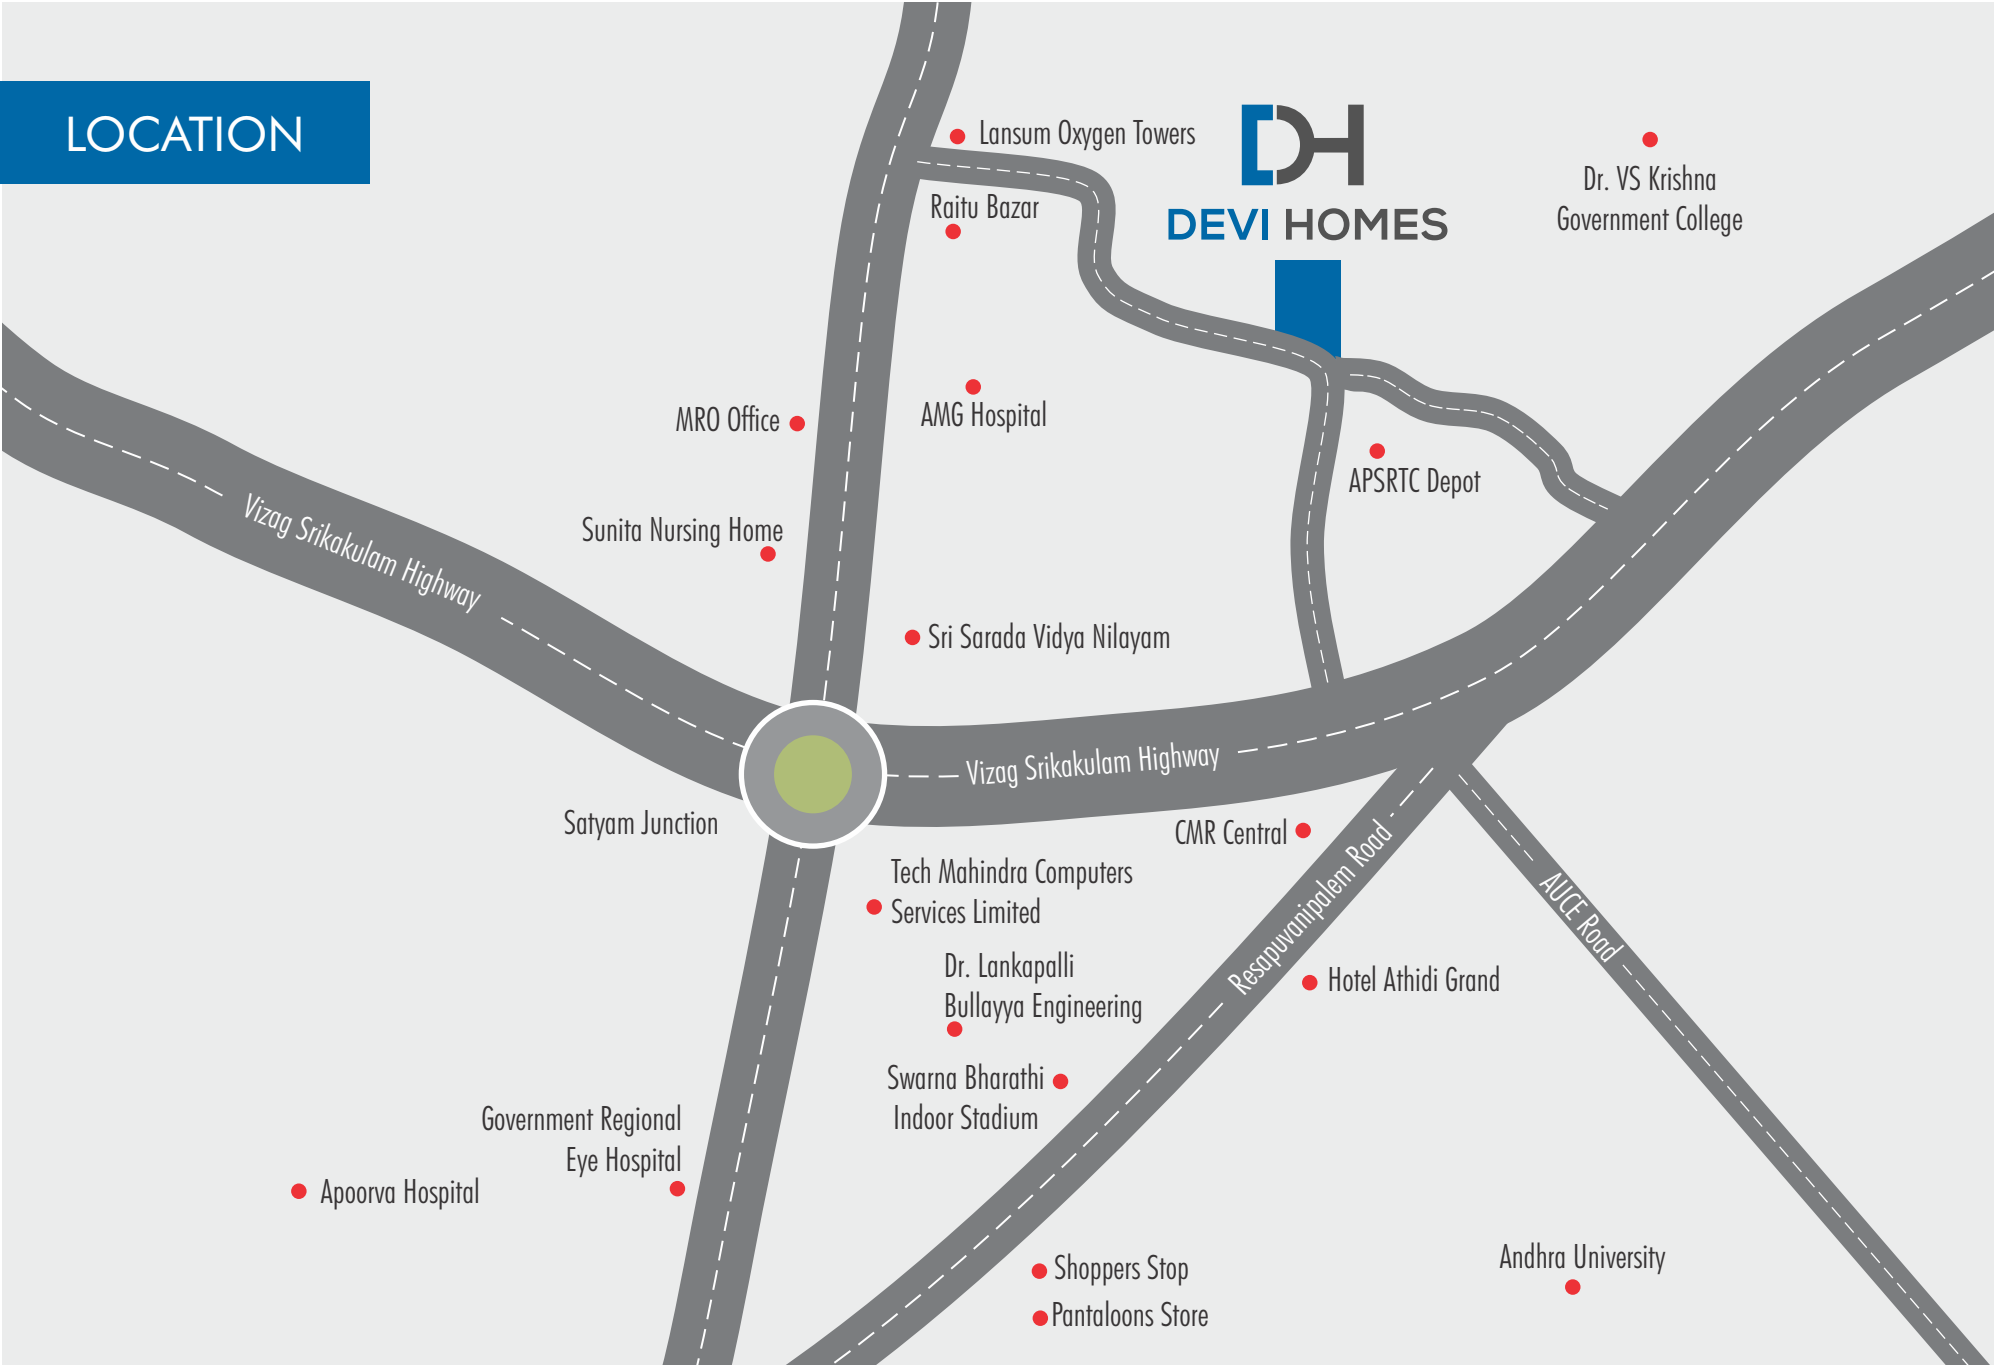 LOCATION
Lansum Oxygen Towers
DH
DEVI HOMES
Dr. VS Krishna
Government College
Raitu Bazar
MRO Office
AMG Hospital
APSRTC Depot
Sunita Nursing Home
Vizag Srikakulam Highway
Sri Sarada Vidya Nilayam
Vizag Srikakulam Highway
Satyam Junction
CMR Central
Tech Mahindra Computers
Services Limited
Resapuvanipalem Road
AUCE Road
Dr. Lankapalli
Bullayya Engineering
Hotel Athidi Grand
Swarna Bharathi
Indoor Stadium
Government Regional
Eye Hospital
Apoorva Hospital
Shoppers Stop
Pantaloons Store
Andhra University